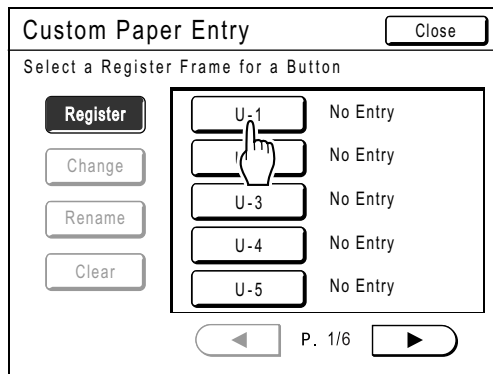 Custom Paper Entry
Close
Select a Register Frame for a Button
Register
U-1 No Entry
Change
No Entry
Rename
U-3 No Entry
U-4 No Entry
Clear
U-5 No Entry
P. 1/6